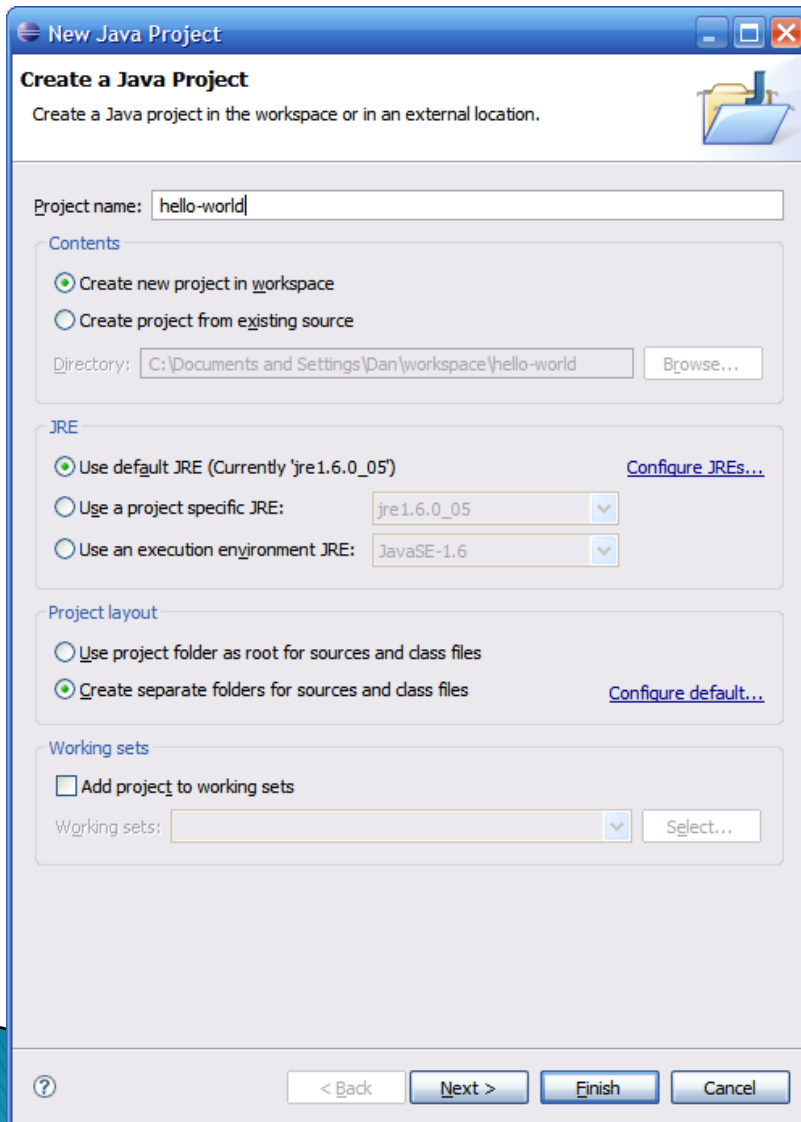 New Java Project
Create a Java Project
Create a Java project in the workspace or in an external location.
Project name: hello-world
Contents
Create new project in workspace
Create project from existing source
Directory: C:\Documents and Settings\Dan\workspace\hello-world Browse...
JRE
Use default JRE (Currently 'jre1.6.0_05') Configure JREs...
Use a project specific JRE: jre1.6.0_05
Use an execution environment JRE: JavaSE-1.6
Project layout
Use project folder as root for sources and class files
Create separate folders for sources and class files Configure default...
Working sets
Add project to working sets
Working sets: Select...
? < Back Next > Finish Cancel